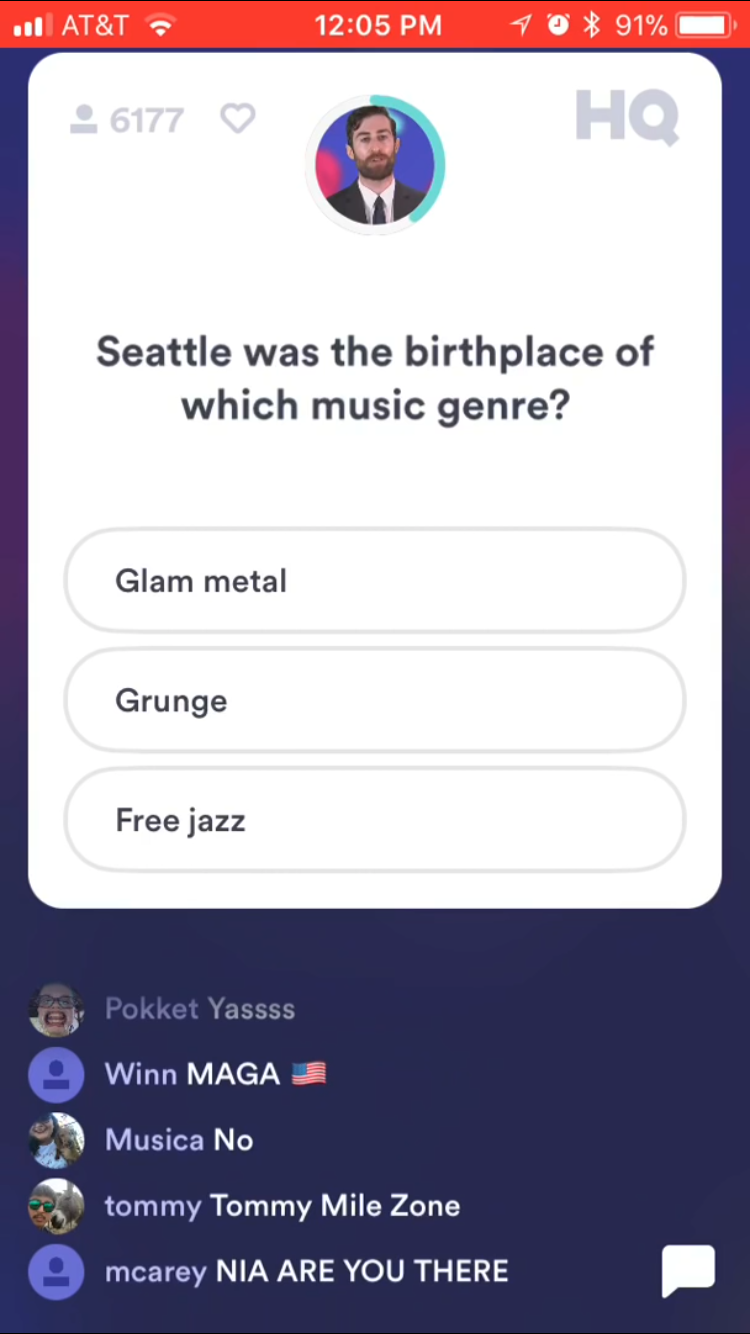 AT&T 12:05 PM 91%
6177 HQ
Seattle was the birthplace of
which music genre?
Glam metal
Grunge
Free jazz
Pokket Yassss
Winn MAGA 🇺🇸
Musica No
tommy Tommy Mile Zone
mcarey NIA ARE YOU THERE